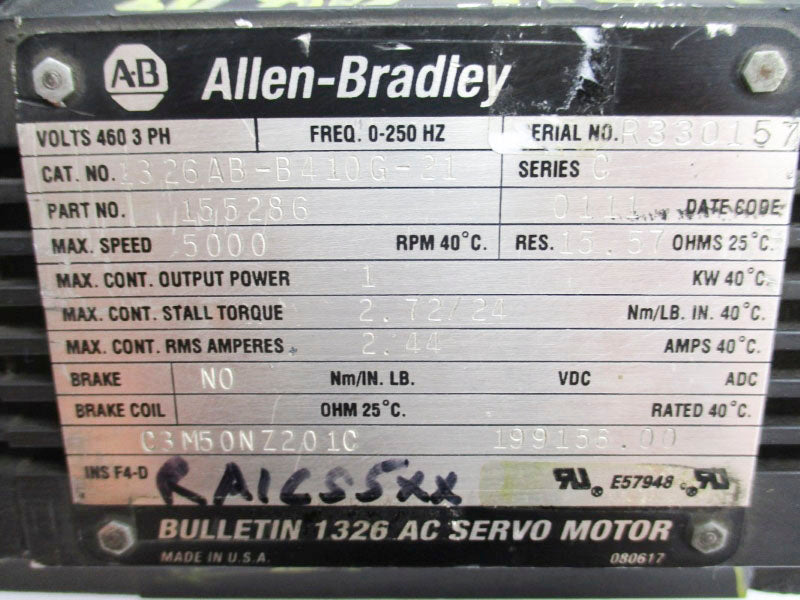 A-B Allen-Bradley
VOLTS 460 3 PH FREQ. 0-250 HZ ERIAL NO. R330157
CAT. NO. 1326AB-B410G-21 SERIES C
PART NO. 155286 0111 DATE CODE
MAX. SPEED 5000 RPM 40°C. RES. 15.57 OHMS 25°C.
MAX. CONT. OUTPUT POWER 1 KW 40°C.
MAX. CONT. STALL TORQUE 2.72/24 Nm/LB. IN. 40°C.
MAX. CONT. RMS AMPERES 2.44 AMPS 40°C.
BRAKE NO Nm/IN. LB. VDC ADC
BRAKE COIL OHM 25°C. RATED 40°C.
C3M50NZ201C
INS F4-D RA1CS5XX E57948
BULLETIN 1326 AC SERVO MOTOR
MADE IN U.S.A. 080617